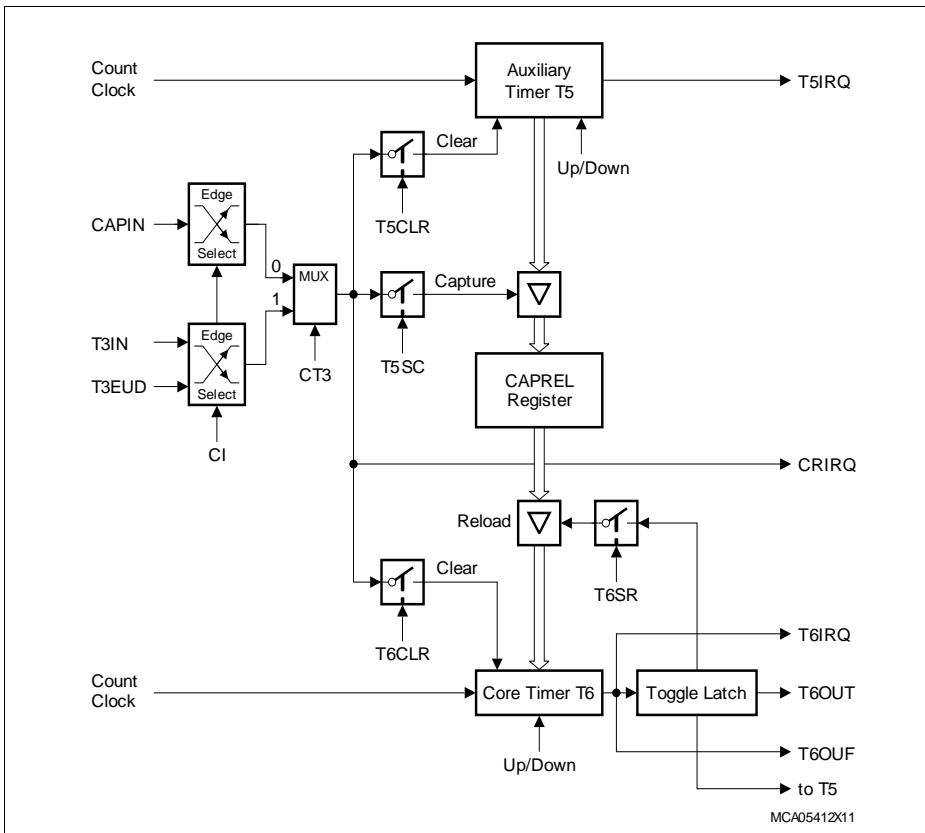 Count
Clock
Auxiliary
Timer T5
T5IRQ
Clear
Up/Down
T5CLR
Edge
Select
CAPIN
0
MUX
1
Capture
T5SC
CT3
T3IN
T3EUD
Edge
Select
CI
CAPREL
Register
CRIRQ
Reload
T6SR
Clear
T6CLR
T6IRQ
Count
Clock
Core Timer T6
Toggle Latch
T6OUT
Up/Down
T6OUF
to T5
MCA05412X11